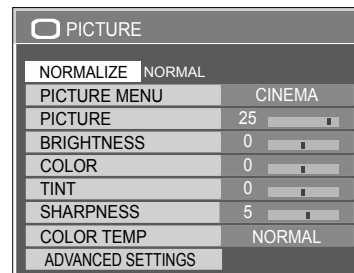 PICTURE
NORMALIZE NORMAL
PICTURE MENU CINEMA
PICTURE 25
BRIGHTNESS 0
COLOR 0
TINT 0
SHARPNESS 5
COLOR TEMP NORMAL
ADVANCED SETTINGS